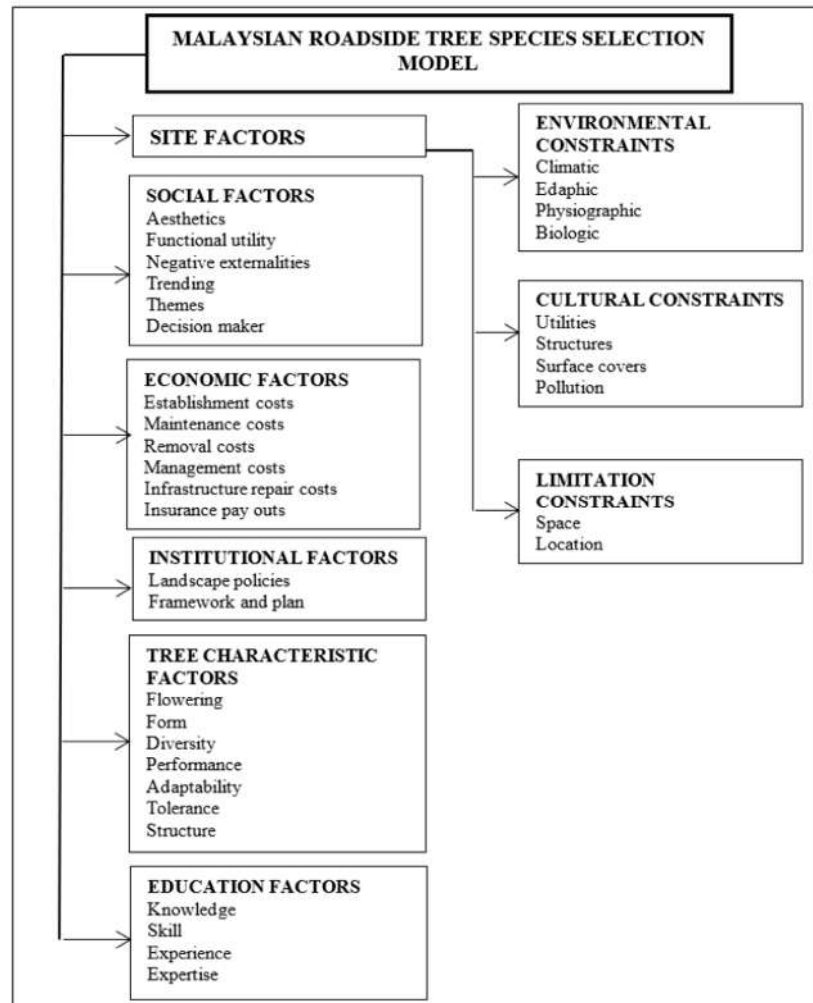 MALAYSIAN ROADSIDE TREE SPECIES SELECTION
MODEL
SITE FACTORS
SOCIAL FACTORS
Aesthetics
Functional utility
Negative externalities
Trending
Themes
Decision maker
ECONOMIC FACTORS
Establishment costs
Maintenance costs
Removal costs
Management costs
Infrastructure repair costs
Insurance pay outs
INSTITUTIONAL FACTORS
Landscape policies
Framework and plan
TREE CHARACTERISTIC
FACTORS
Flowering
Form
Diversity
Performance
Adaptability
Tolerance
Structure
EDUCATION FACTORS
Knowledge
Skill
Experience
Expertise
ENVIRONMENTAL
CONSTRAINTS
Climatic
Edaphic
Physiographic
Biologic
CULTURAL CONSTRAINTS
Utilities
Structures
Surface covers
Pollution
LIMITATION
CONSTRAINTS
Space
Location